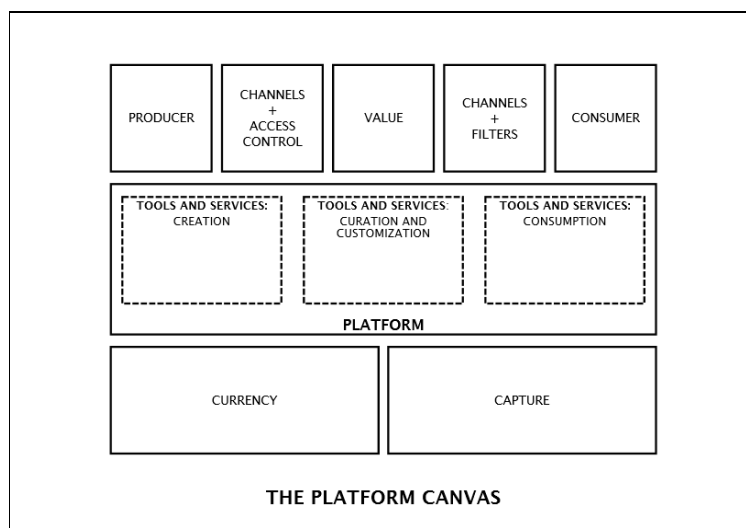 PRODUCER
CHANNELS
+
ACCESS
CONTROL
VALUE
CHANNELS
+
FILTERS
CONSUMER
TOOLS AND SERVICES:
CREATION
TOOLS AND SERVICES:
CURATION AND
CUSTOMIZATION
TOOLS AND SERVICES:
CONSUMPTION
PLATFORM
CURRENCY
CAPTURE
THE PLATFORM CANVAS